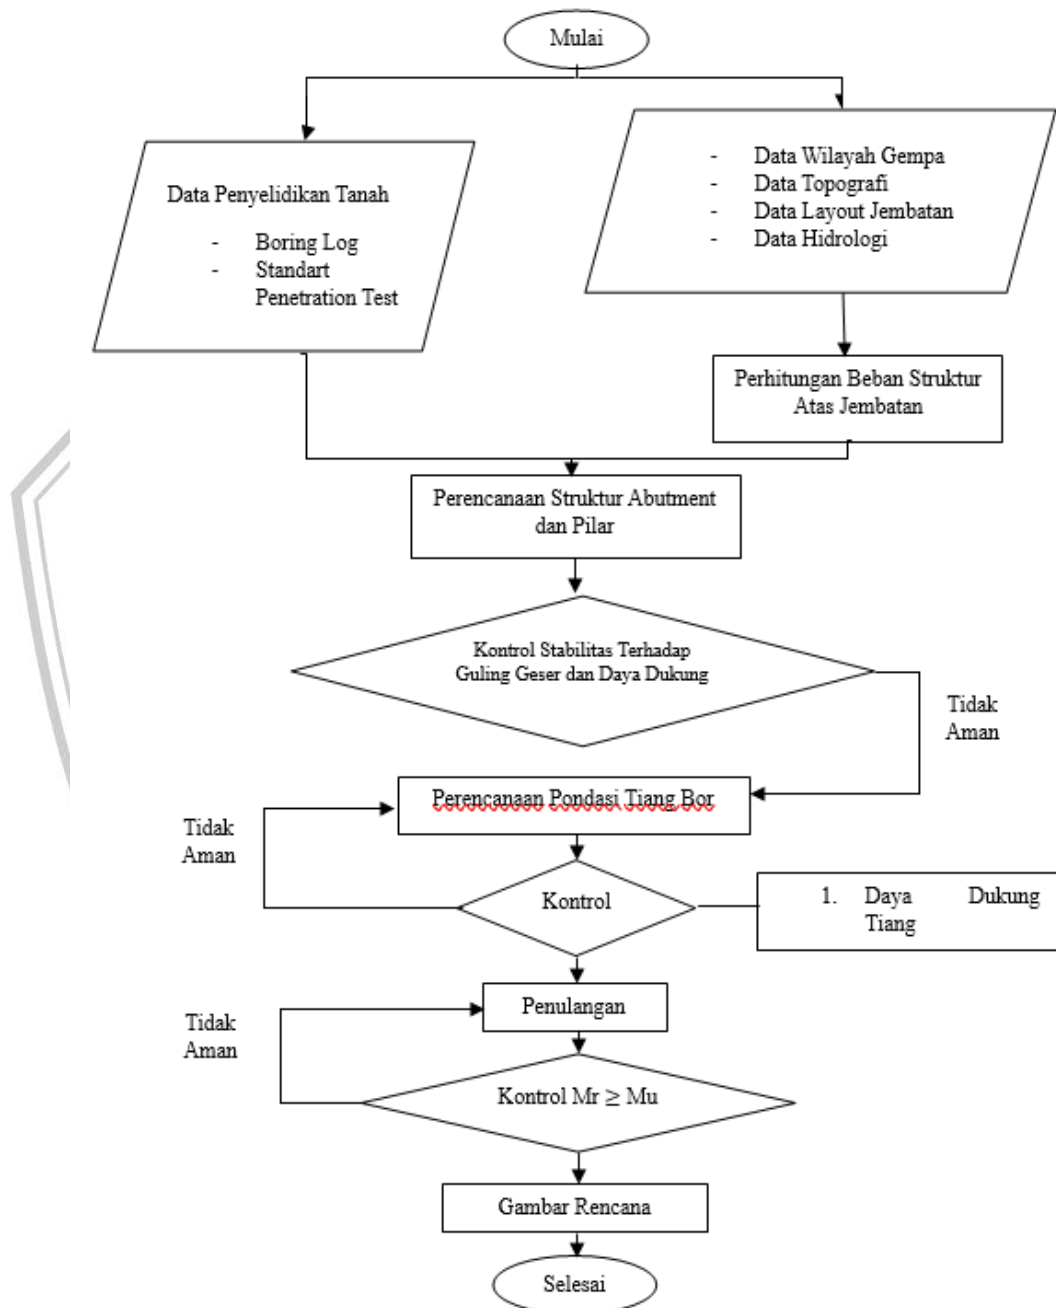 Mulai
Data Penyelidikan Tanah
- Boring Log
- Standart
Penetration Test
- Data Wilayah Gempa
- Data Topografi
- Data Layout Jembatan
- Data Hidrologi
Perhitungan Beban Struktur
Atas Jembatan
Perencanaan Struktur Abutment
dan Pilar
Kontrol Stabilitas Terhadap
Guling Geser dan Daya Dukung
Tidak
Aman
Perencanaan Pondasi Tiang Bor
Tidak
Aman
Kontrol
1. Daya Dukung
Tiang
Penulangan
Tidak
Aman
Kontrol Mr ≥ Mu
Gambar Rencana
Selesai